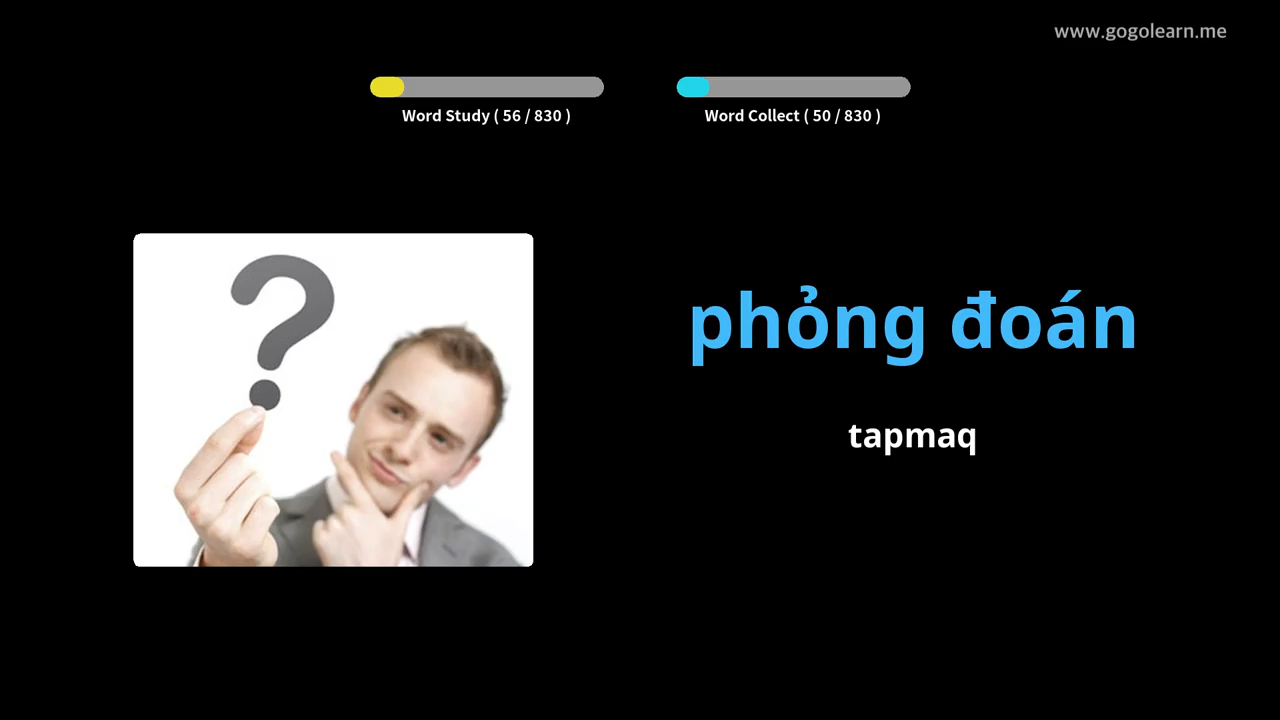 www.gogolearn.me
Word Study ( 56 / 830 )
Word Collect ( 50 / 830 )
phỏng đoán
tapmaq